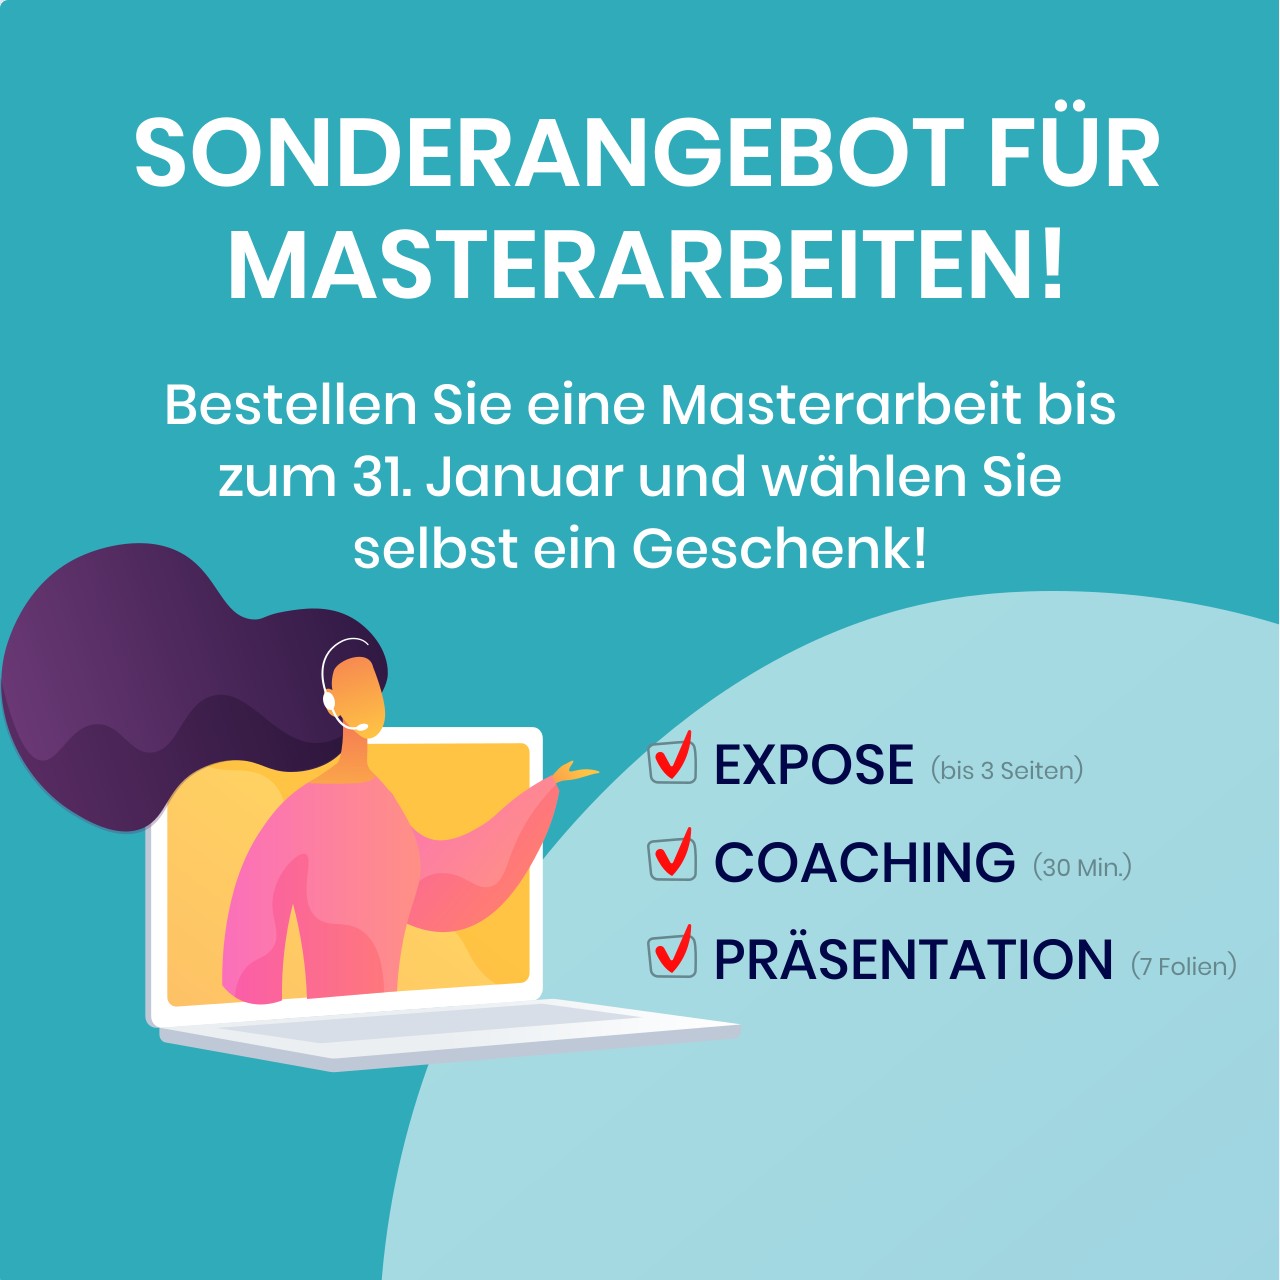 SONDERANGEBOT FÜR
MASTERARBEITEN!
Bestellen Sie eine Masterarbeit bis
zum 31. Januar und wählen Sie
selbst ein Geschenk!
EXPOSE (bis 3 Seiten)
COACHING (30 Min.)
PRÄSENTATION (7 Folien)